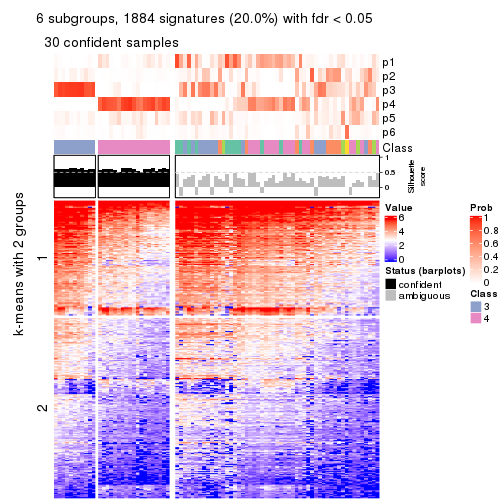 6 subgroups, 1884 signatures (20.0%) with fdr < 0.05
30 confident samples
p1
p2
p3
p4
p5
p6
Class
1
0.5
0
Silhouette
score
k-means with 2 groups
1
2
Value
6
4
2
0
Status (barplots)
confident
ambiguous
Prob
1
0.8
0.6
0.4
0.2
0
Class
3
4